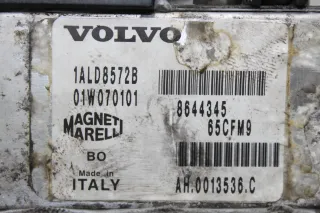 VOLVO
1ALD8572B
01W070101
8644345
65CFM9
MAGNETI
MARELLI
BO
Made in
ITALY
AH.0013536.C